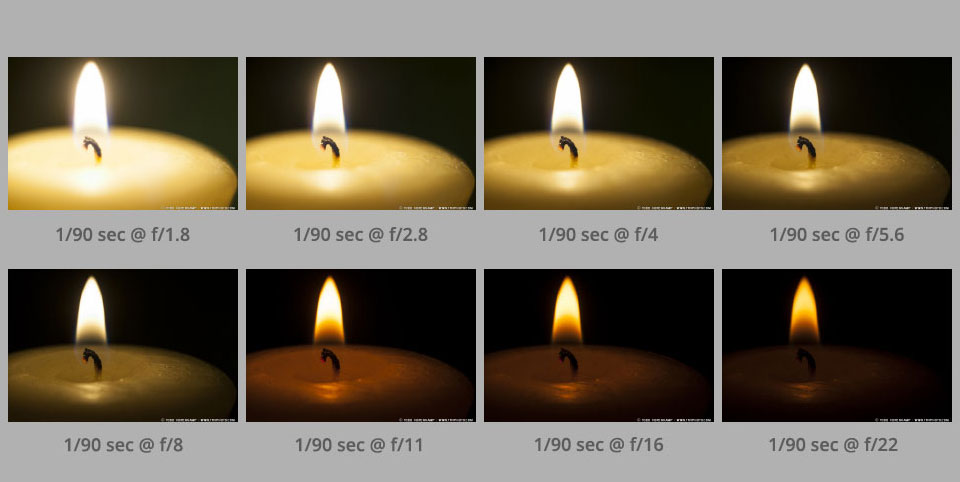 1/90 sec @ f/1.8
1/90 sec @ f/2.8
1/90 sec @ f/4
1/90 sec @ f/5.6
1/90 sec @ f/8
1/90 sec @ f/11
1/90 sec @ f/16
1/90 sec @ f/22